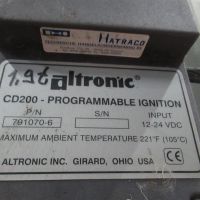 HATRACO
1,9t
altronic®
CD200 - PROGRAMMABLE IGNITION
P/N S/N INPUT
791070-6 12-24 VDC
MAXIMUM AMBIENT TEMPERATURE 221°F (105°C)
ALTRONIC INC. GIRARD, OHIO USA